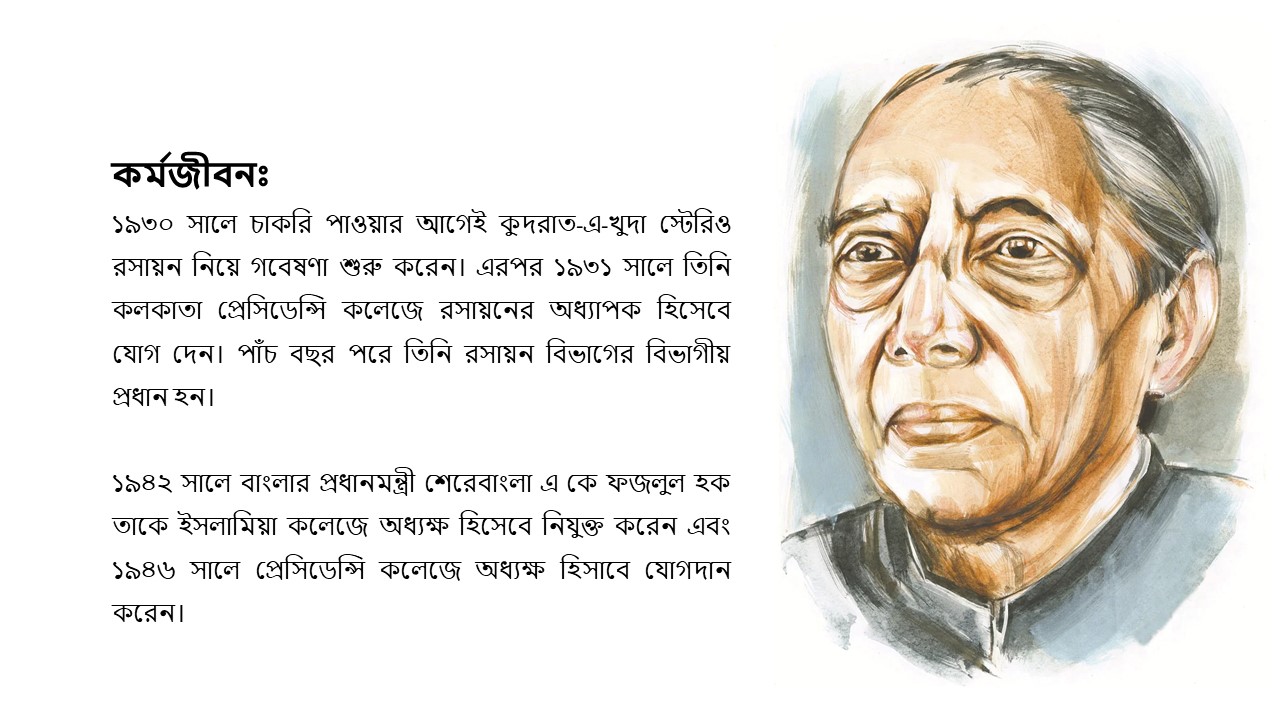 কর্মজীবনঃ
১৯৩০ সালে চাকরি পাওয়ার আগেই কুদরাত-এ-খুদা স্টেরিও
রসায়ন নিয়ে গবেষণা শুরু করেন। এরপর ১৯৩১ সালে তিনি
কলকাতা প্রেসিডেন্সি কলেজে রসায়নের অধ্যাপক হিসেবে
যোগ দেন। পাঁচ বছর পরে তিনি রসায়ন বিভাগের বিভাগীয়
প্রধান হন।
১৯৪২ সালে বাংলার প্রধানমন্ত্রী শেরেবাংলা এ কে ফজলুল হক
তাকে ইসলামিয়া কলেজে অধ্যক্ষ হিসেবে নিযুক্ত করেন এবং
১৯৪৬ সালে প্রেসিডেন্সি কলেজে অধ্যক্ষ হিসাবে যোগদান
করেন।